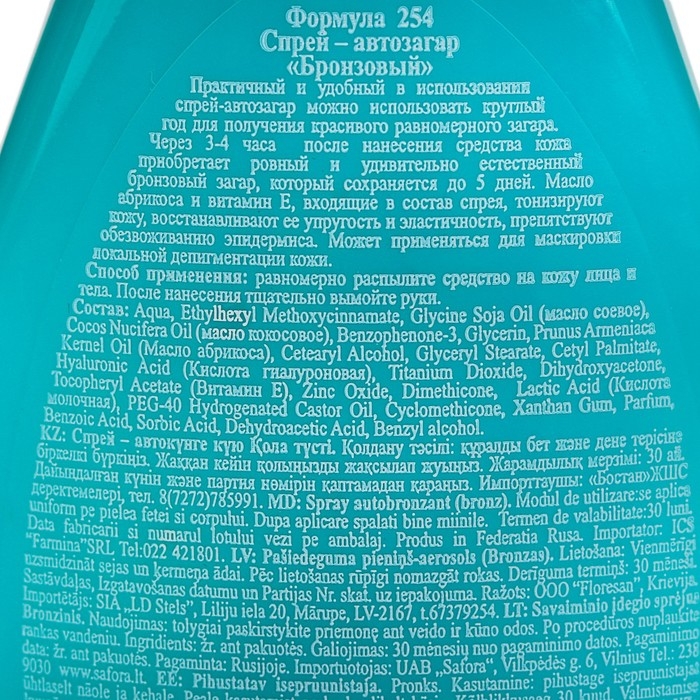 Формула 254
Спрей – автозагар
«Бронзовый»
Практичный и удобный в использовании
спрей-автозагар можно использовать круглый
год для получения красивого равномерного загара.
Через 3-4 часа после нанесения средства кожа
приобретает ровный и удивительно естественный
бронзовый загар, который сохраняется до 5 дней. Масло
абрикоса и витамин Е, входящие в состав спрея, тонизируют
кожу, восстанавливают ее упругость и эластичность, препятствуют
обезвоживанию эпидермиса. Может применяться для маскировки
локальной депигментации кожи.
Способ применения: равномерно распылите средство на кожу лица и
тела. После нанесения тщательно вымойте руки.
Состав: Aqua, Ethylhexyl Methoxycinnamate, Glycine Soja Oil (масло соевое),
Cocos Nucifera Oil (масло кокосовое), Benzophenone-3, Glycerin, Prunus Armeniaca
Kernel Oil (Масло абрикоса), Cetearyl Alcohol, Glyceryl Stearate, Cetyl Palmitate,
Hyaluronic Acid (Кислота гиалуроновая), Titanium Dioxide, Dihydroxyacetone,
Tocopheryl Acetate (Витамин Е), Zinc Oxide, Dimethicone, Lactic Acid (Кислота
молочная), PEG-40 Hydrogenated Castor Oil, Cyclomethicone, Xanthan Gum, Parfum,
Benzoic Acid, Sorbic Acid, Dehydroacetic Acid, Benzyl alcohol.
KZ: Спрей – автокүнге күю Қола түсті. Қолдану тәсілі: құралды бет және дене терісіне
біркелкі бүркіңіз. Жаққан кейін қолыңызды жақсылап жуыңыз. Жарамдылық мерзімі: 30 ай.
Дайындалған күнін және партия нөмірін қаптамадан қараңыз. Импорттаушы: «Бостан»ЖШС
деректемелері, тел. 8(7272)785991. MD: Spray autobronzant (bronz). Modul de utilizare:se aplica
uniform pe pielea fetei si corpului. Dupa aplicare spalati bine miinile. Termen de valabilitate:30 luni.
Data fabricarii si numarul lotului vezi pe ambalaj. Produs in Federatia Rusa. Importator: ICS
"Farmina"SRL Tel:022 421801. LV: Pašiedeguma pieniņš-aerosols (Bronzas). Lietošana: Vienmērīgi
uzsmidzināt sejas un ķermeņa ādai. Pēc lietošanas rūpīgi nomazgāt rokas. Derīguma termiņš: 30 mēneši.
Sastāvdaļas, Izgatavošanas datumu un Partijas Nr. skat. uz iepakojuma. Ražots: OOO "Floresan", Krievija.
Importētājs: SIA „LD Stels", Liliju iela 20, Mārupe, LV-2167, t.67379254. LT: Savaiminio įdegio sprėjus
Bronzinis. Naudojimas: tolygiai paskirstykite priemonę ant veido ir kūno odos. Po procedūros nuplaukite
rankas vandeniu. Ingridients: žr. ant pakuotės. Galiojimas: 30 mėnesių nuo pagaminimo datos. Pagaminimo
data: žr. ant pakuotės. Pagaminta: Rusijoje. Importuotojas: UAB „Safora", Vilkpėdės g. 6, Vilnius Tel.: 238
9030 www.safora.lt. EE: Pihustatav isepruunistaja. Pronks. Kasutamine: pihustage isepruunistaja
ühtlaselt näole ja kehale.